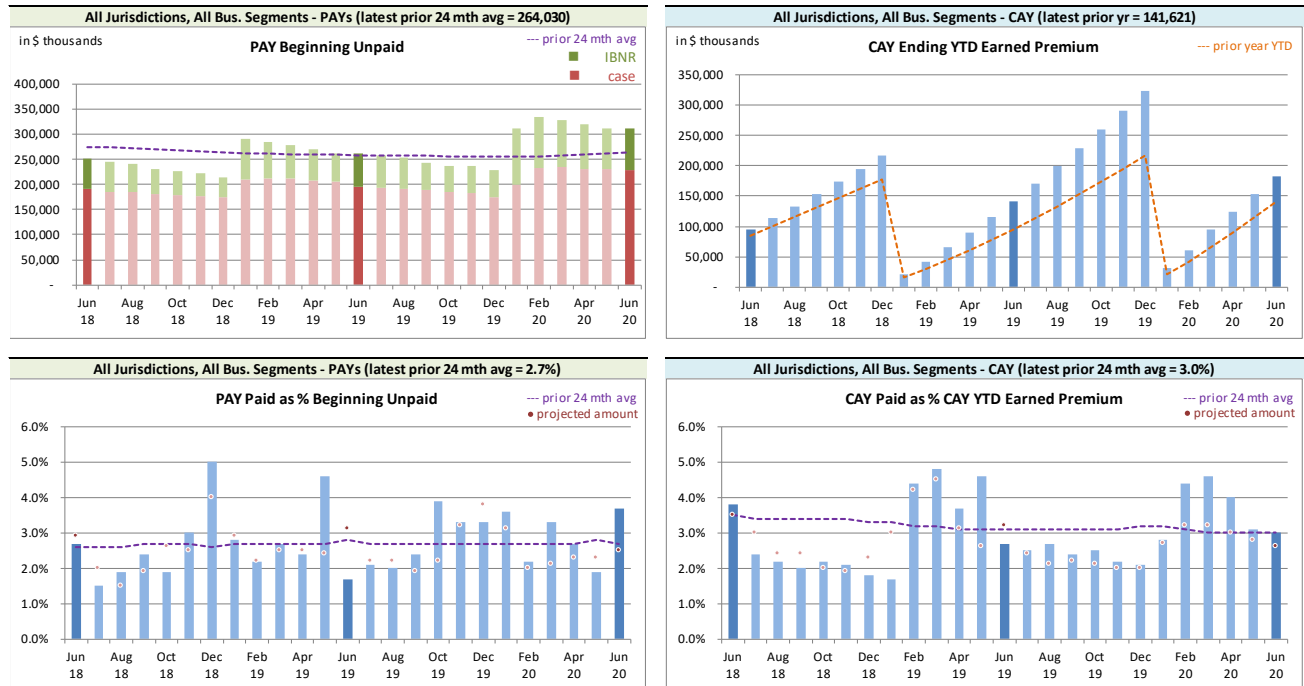 All Jurisdictions, All Bus. Segments - PAYs (latest prior 24 mth avg = 264,030)
in $ thousands
PAY Beginning Unpaid
--- prior 24 mth avg
IBNR
case
400,000
350,000
300,000
250,000
200,000
150,000
100,000
50,000
-
Jun Aug Oct Dec Feb Apr Jun Aug Oct Dec Feb Apr Jun
18 18 18 18 19 19 19 19 19 19 20 20 20
All Jurisdictions, All Bus. Segments - CAY (latest prior yr = 141,621)
in $ thousands
CAY Ending YTD Earned Premium
--- prior year YTD
350,000
300,000
250,000
200,000
150,000
100,000
50,000
-
Jun Aug Oct Dec Feb Apr Jun Aug Oct Dec Feb Apr Jun
18 18 18 18 19 19 19 19 19 19 20 20 20
All Jurisdictions, All Bus. Segments - PAYs (latest prior 24 mth avg = 2.7%)
PAY Paid as % Beginning Unpaid
--- prior 24 mth avg
• projected amount
6.0%
5.0%
4.0%
3.0%
2.0%
1.0%
0.0%
Jun Aug Oct Dec Feb Apr Jun Aug Oct Dec Feb Apr Jun
18 18 18 18 19 19 19 19 19 19 20 20 20
All Jurisdictions, All Bus. Segments - CAY (latest prior 24 mth avg = 3.0%)
CAY Paid as % CAY YTD Earned Premium
--- prior 24 mth avg
• projected amount
6.0%
5.0%
4.0%
3.0%
2.0%
1.0%
0.0%
Jun Aug Oct Dec Feb Apr Jun Aug Oct Dec Feb Apr Jun
18 18 18 18 19 19 19 19 19 19 20 20 20